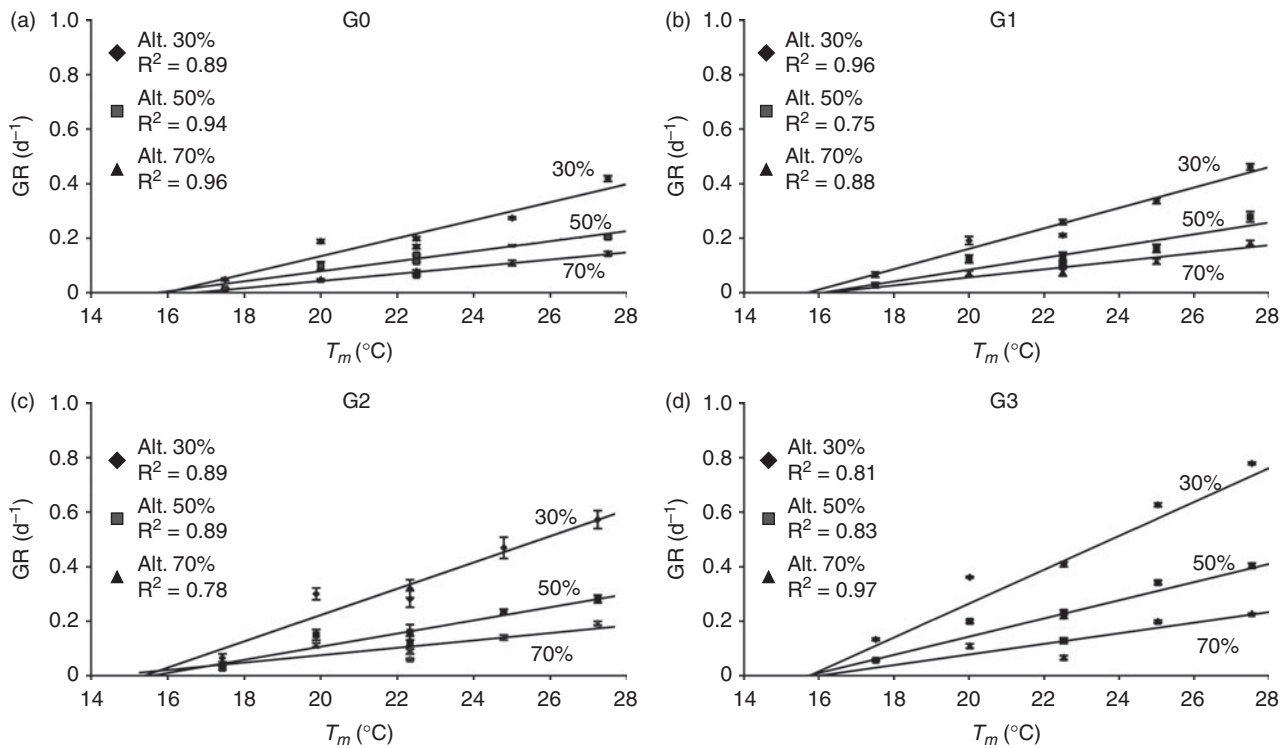 (a)
G0
1.0
0.8
0.6
0.4
0.2
0
GR (d⁻¹)
Alt. 30%
R² = 0.89
Alt. 50%
R² = 0.94
Alt. 70%
R² = 0.96
30%
50%
70%
14 16 18 20 22 24 26 28
Tₘ (°C)
(b)
G1
1.0
0.8
0.6
0.4
0.2
0
GR (d⁻¹)
Alt. 30%
R² = 0.96
Alt. 50%
R² = 0.75
Alt. 70%
R² = 0.88
30%
50%
70%
14 16 18 20 22 24 26 28
Tₘ (°C)
(c)
G2
1.0
0.8
0.6
0.4
0.2
0
GR (d⁻¹)
Alt. 30%
R² = 0.89
Alt. 50%
R² = 0.89
Alt. 70%
R² = 0.78
30%
50%
70%
14 16 18 20 22 24 26 28
Tₘ (°C)
(d)
G3
1.0
0.8
0.6
0.4
0.2
0
GR (d⁻¹)
Alt. 30%
R² = 0.81
Alt. 50%
R² = 0.83
Alt. 70%
R² = 0.97
30%
50%
70%
14 16 18 20 22 24 26 28
Tₘ (°C)